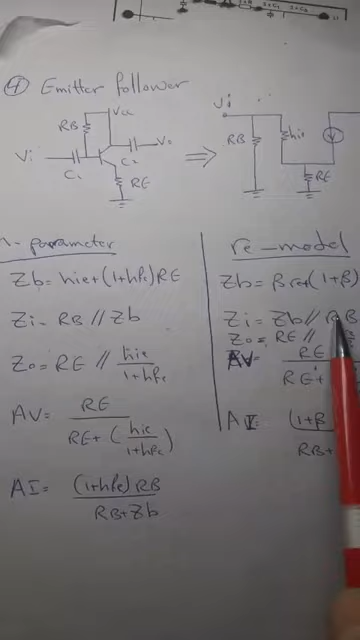 ④ Emitter follower
RB
Vcc
Vi
C1
C2
Vo
RE
⇒
Vi
RB
hie
RE
h-parameter
Zb = hie + (1+hfe) RE
Zi = RB // Zb
Zo = RE // hie / 1+hfe
AV = RE / RE + (hie / 1+hfe)
AI = (1+hfe) RB / RB + Zb
re-model
Zb = βre + (1+β)
Zi = Zb // RB
Zo = RE //
AV = RE / RE +
AI = (1+β / RB +